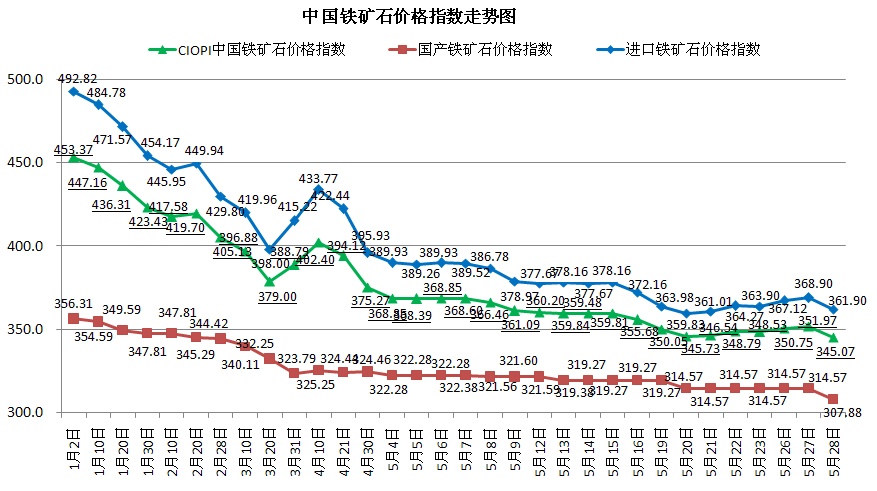 中国铁矿石价格指数走势图
CIOPI中国铁矿石价格指数 国产铁矿石价格指数 进口铁矿石价格指数
500.0
450.0
400.0
350.0
300.0
492.82 484.78 471.57 454.17 445.95 449.94 429.80 419.96 398.00 415.22 433.77 422.44 395.93 389.93 389.26 389.93 389.52 386.78 378.97 377.67 378.16 377.67 378.16 372.16 363.98 359.83 361.01 364.27 363.90 367.12 368.90 361.90
453.37 447.16 436.31 423.43 417.58 419.70 405.13 396.88 379.00 388.79 402.40 394.12 375.27 368.39 368.85 368.60 366.46 361.09 360.20 359.84 359.48 359.81 355.68 350.05 345.73 346.54 348.79 348.53 350.75 351.97 345.07
356.31 354.59 349.59 347.81 347.81 345.29 344.42 340.11 332.25 323.79 325.25 324.44 324.46 322.28 322.28 322.28 322.38 321.56 321.60 321.59 319.38 319.27 319.27 319.27 319.27 314.57 314.57 314.57 314.57 314.57 314.57 307.88
1月2日 1月10日 1月20日 1月30日 2月10日 2月20日 2月28日 3月10日 3月20日 3月31日 4月10日 4月21日 4月30日 5月4日 5月5日 5月6日 5月7日 5月8日 5月9日 5月12日 5月13日 5月14日 5月15日 5月16日 5月19日 5月20日 5月21日 5月22日 5月23日 5月26日 5月27日 5月28日